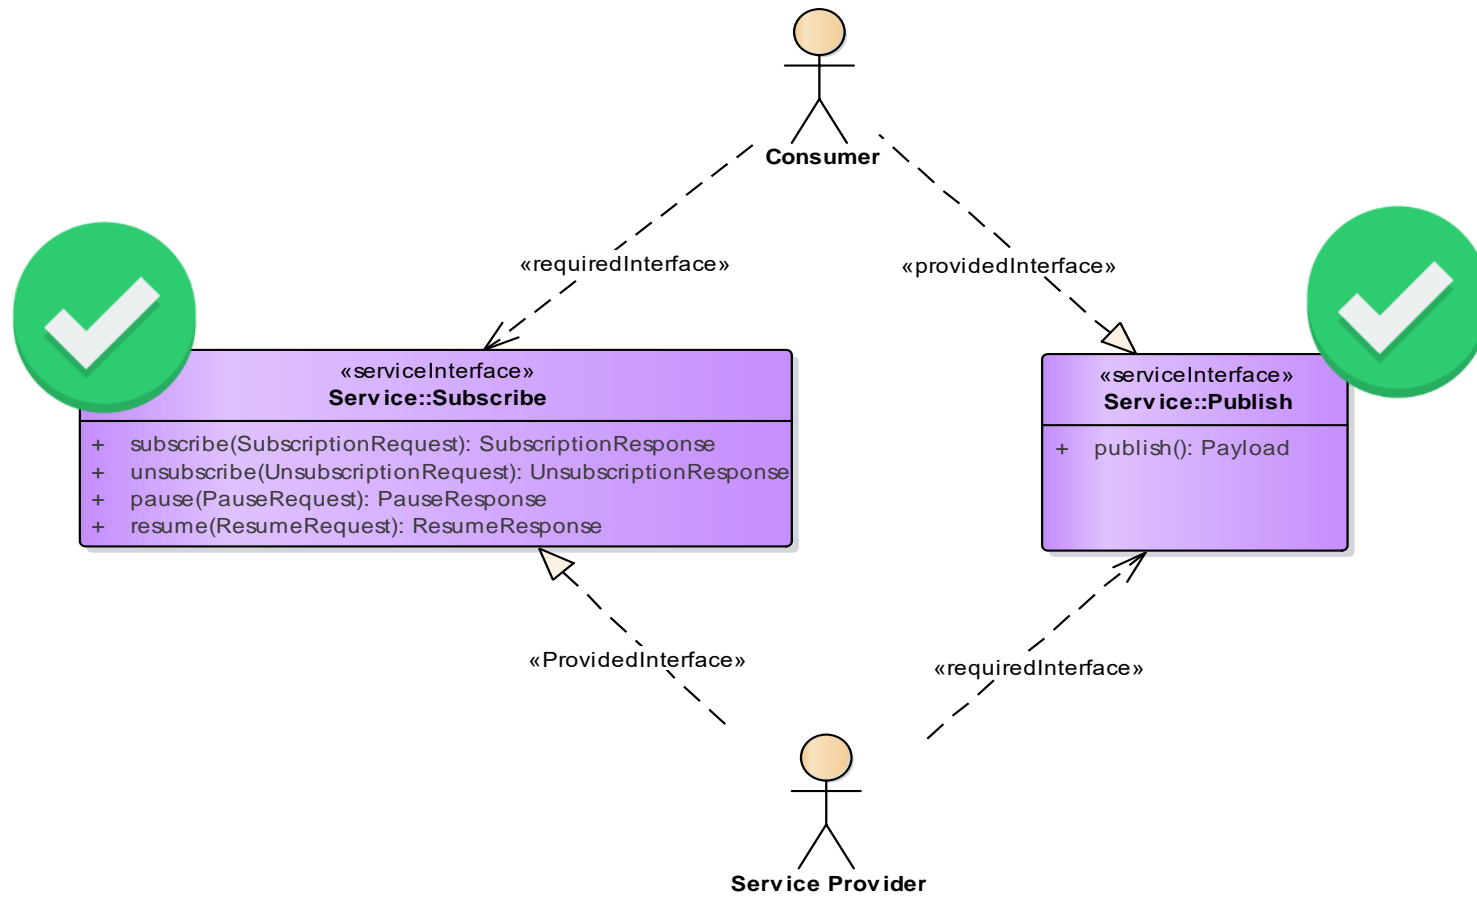 Consumer
«requiredInterface»
«providedInterface»
«serviceInterface»
Service::Subscribe
+ subscribe(SubscriptionRequest): SubscriptionResponse
+ unsubscribe(UnsubscriptionRequest): UnsubscriptionResponse
+ pause(PauseRequest): PauseResponse
+ resume(ResumeRequest): ResumeResponse
«serviceInterface»
Service::Publish
+ publish(): Payload
«ProvidedInterface»
«requiredInterface»
Service Provider